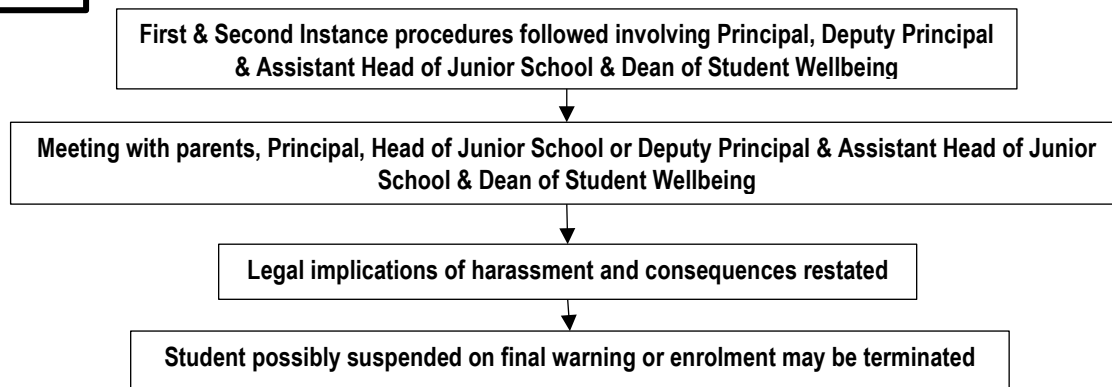 First & Second Instance procedures followed involving Principal, Deputy Principal
& Assistant Head of Junior School & Dean of Student Wellbeing
Meeting with parents, Principal, Head of Junior School or Deputy Principal & Assistant Head of Junior
School & Dean of Student Wellbeing
Legal implications of harassment and consequences restated
Student possibly suspended on final warning or enrolment may be terminated